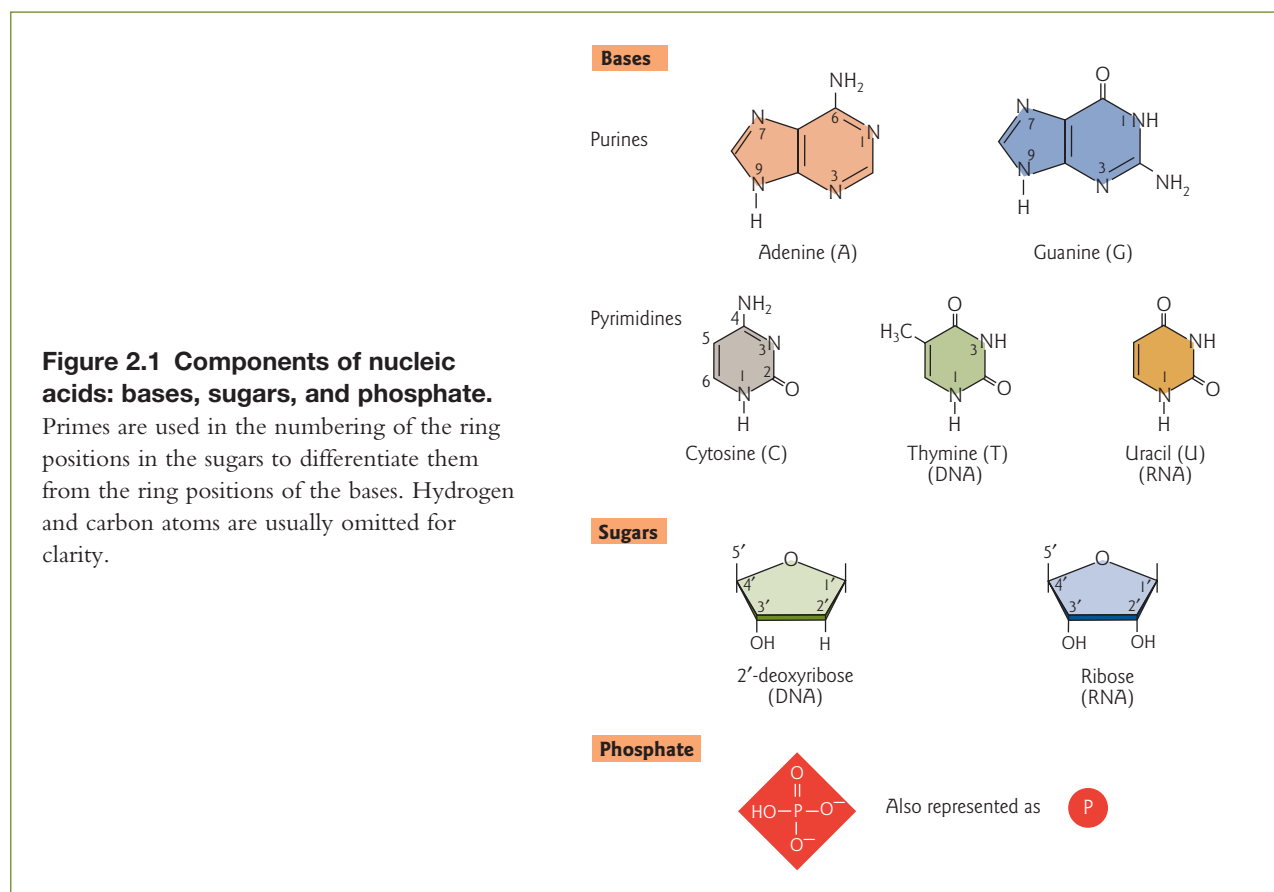 Figure 2.1 Components of nucleic
acids: bases, sugars, and phosphate.
Primes are used in the numbering of the ring
positions in the sugars to differentiate them
from the ring positions of the bases. Hydrogen
and carbon atoms are usually omitted for
clarity.
Bases
Purines
NH₂
6
N
7
N
1
9
N
3
N
H
Adenine (A)
O
N
7
1
NH
9
N
3
N
NH₂
H
Guanine (G)
Pyrimidines
NH₂
4
5
3
N
6
1
2
N
O
H
Cytosine (C)
O
H₃C
3
NH
1
N
O
H
Thymine (T)
(DNA)
O
NH
1
N
O
H
Uracil (U)
(RNA)
Sugars
5′
O
4′
1′
3′
2′
OH
H
2′-deoxyribose
(DNA)
5′
O
4′
1′
3′
2′
OH
OH
Ribose
(RNA)
Phosphate
O
HO–P–O⁻
O⁻
Also represented as
P